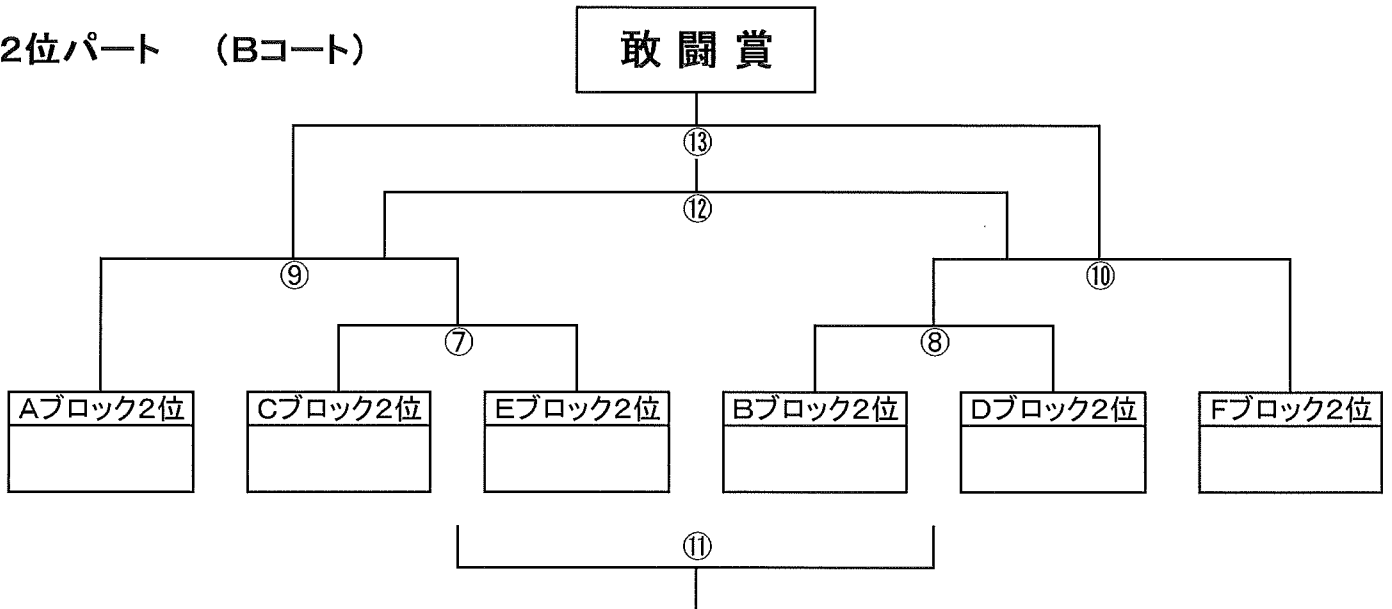 2位パート （Bコート）
敢闘賞
⑬
⑫
⑨
⑩
⑦
⑧
Aブロック2位
Cブロック2位
Eブロック2位
Bブロック2位
Dブロック2位
Fブロック2位
⑪